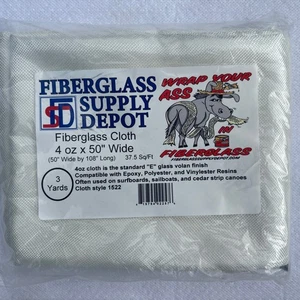 FIBERGLASS
SUPPLY
DEPOT
SD
WRAP YOUR
ASS
IN
FIBERGLASS
FIBERGLASSSUPPLYDEPOT.COM
Fiberglass Cloth
4 oz x 50" Wide
(50" Wide by 108" Long) 37.5 Sq/Ft
3
Yards
4oz cloth is the standard "E" glass volan finish
Compatible with Epoxy, Polyester, and Vinylester Resins
Often used on surfboards, sailboats, and cedar strip canoes
Cloth style 1522